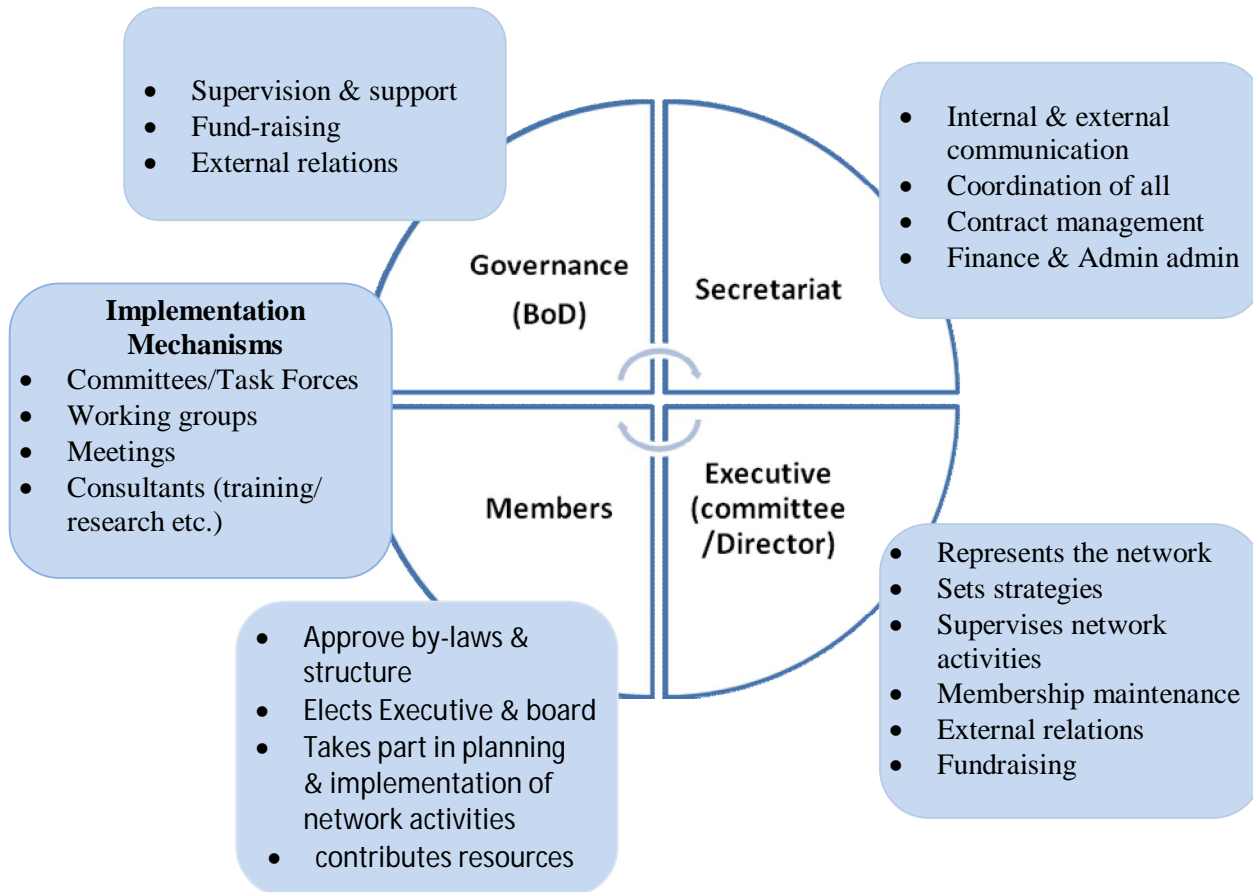 • Supervision & support
• Fund-raising
• External relations
• Internal & external
communication
• Coordination of all
• Contract management
• Finance & Admin admin
Governance
(BoD)
Secretariat
Implementation
Mechanisms
• Committees/Task Forces
• Working groups
• Meetings
• Consultants (training/
research etc.)
Members
Executive
(committee
/Director)
• Approve by-laws &
structure
• Elects Executive & board
• Takes part in planning
& implementation of
network activities
• contributes resources
• Represents the network
• Sets strategies
• Supervises network
activities
• Membership maintenance
• External relations
• Fundraising